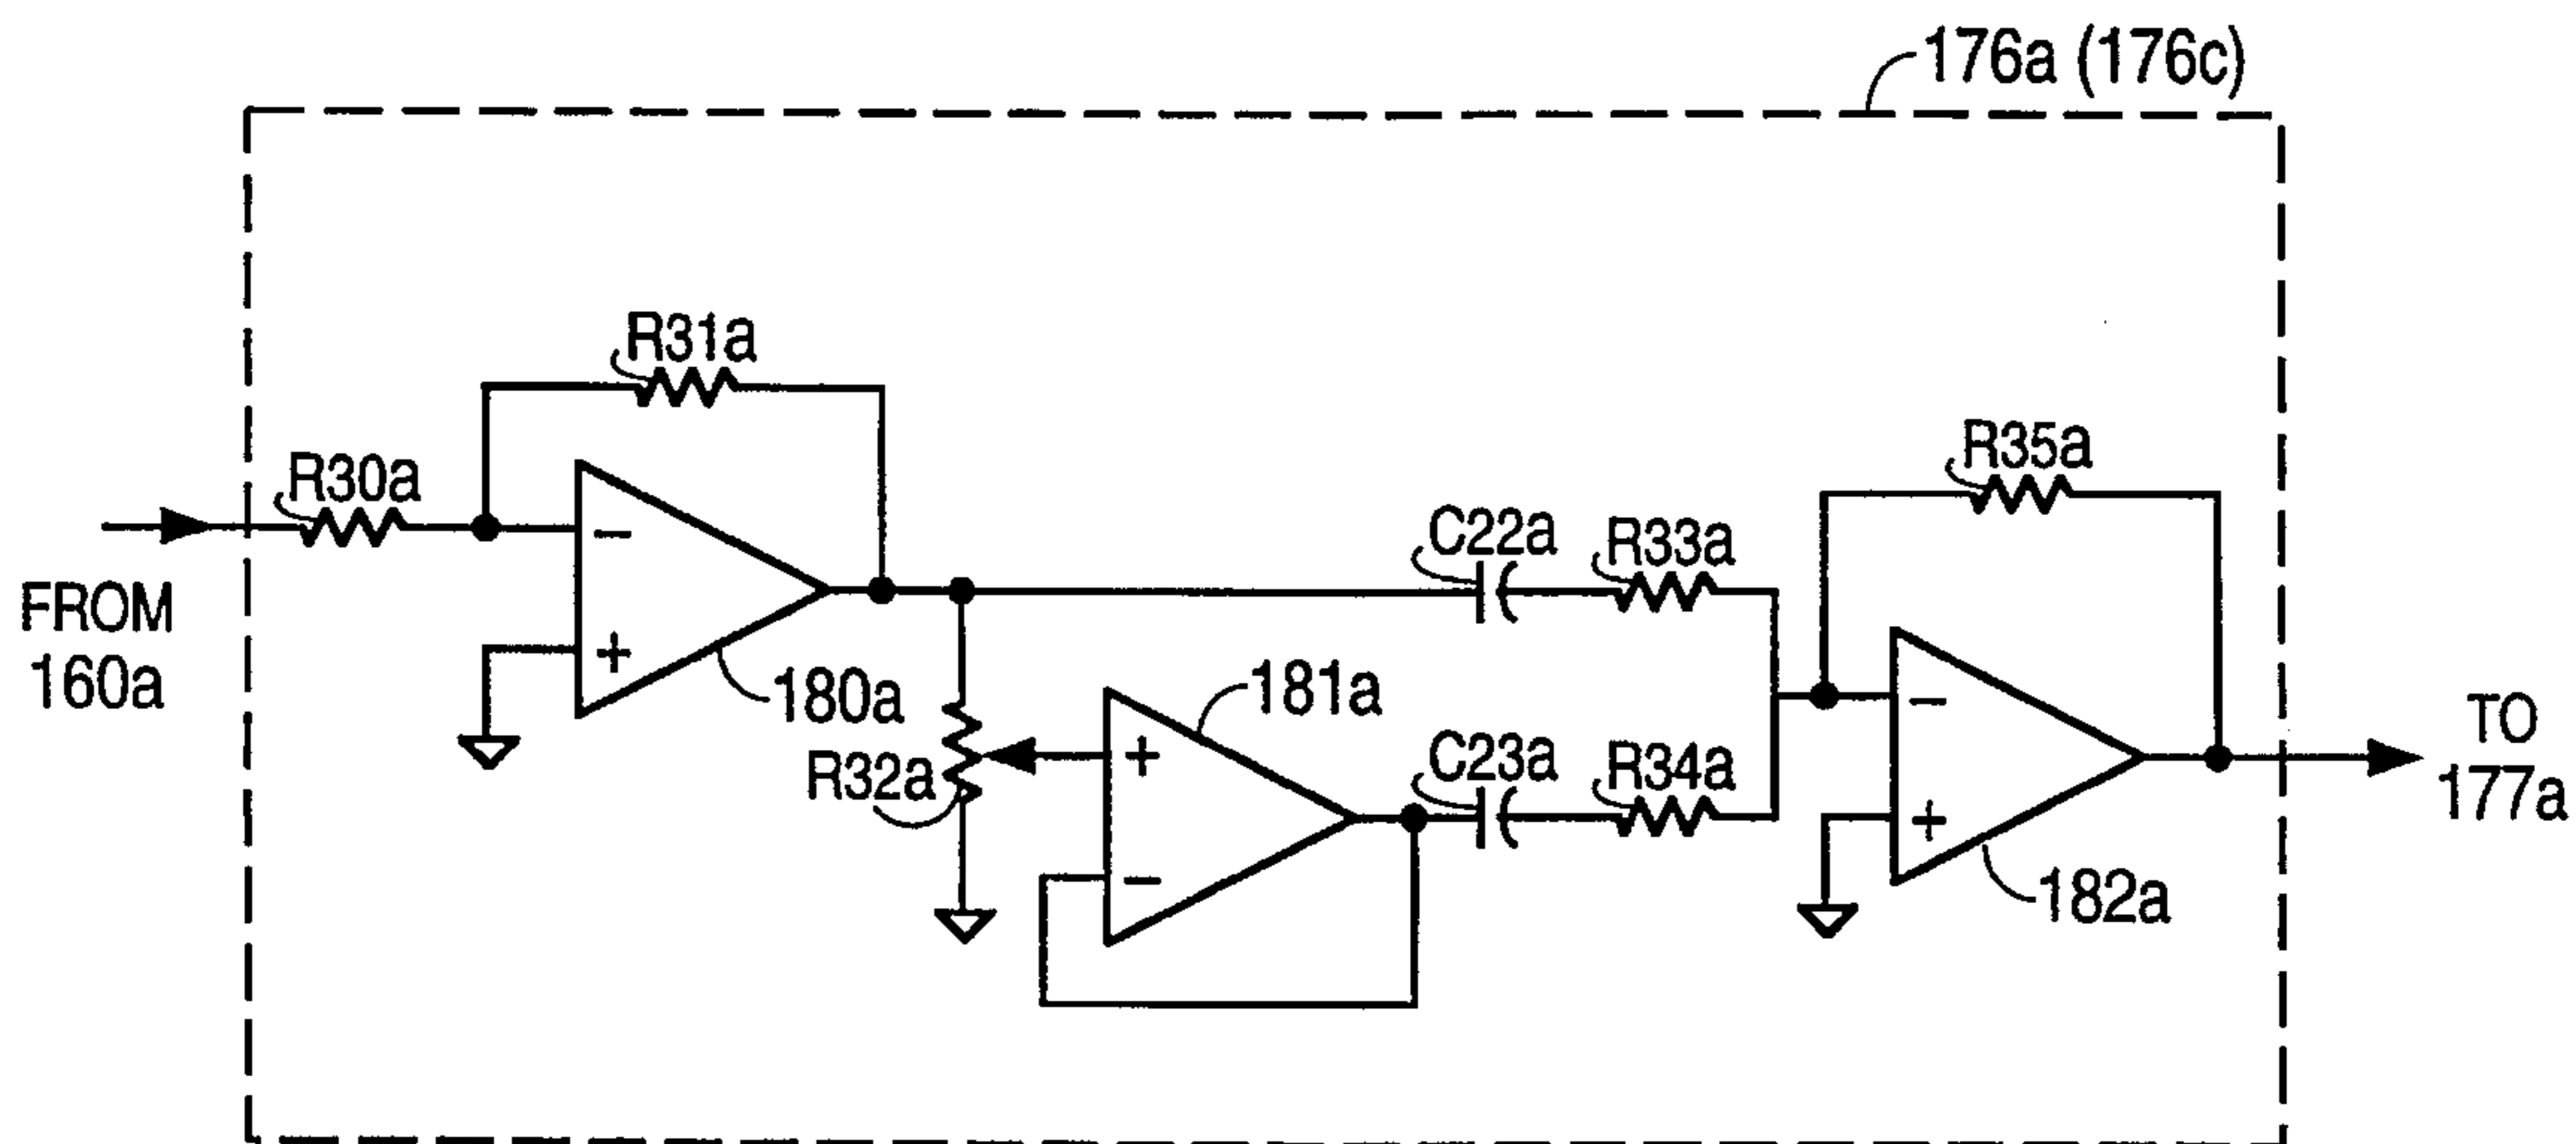 176a (176c)
R31a
R30a
R35a
C22a
R33a
FROM
160a
−
+
180a
R32a
181a
+
−
C23a
R34a
−
+
182a
TO
177a